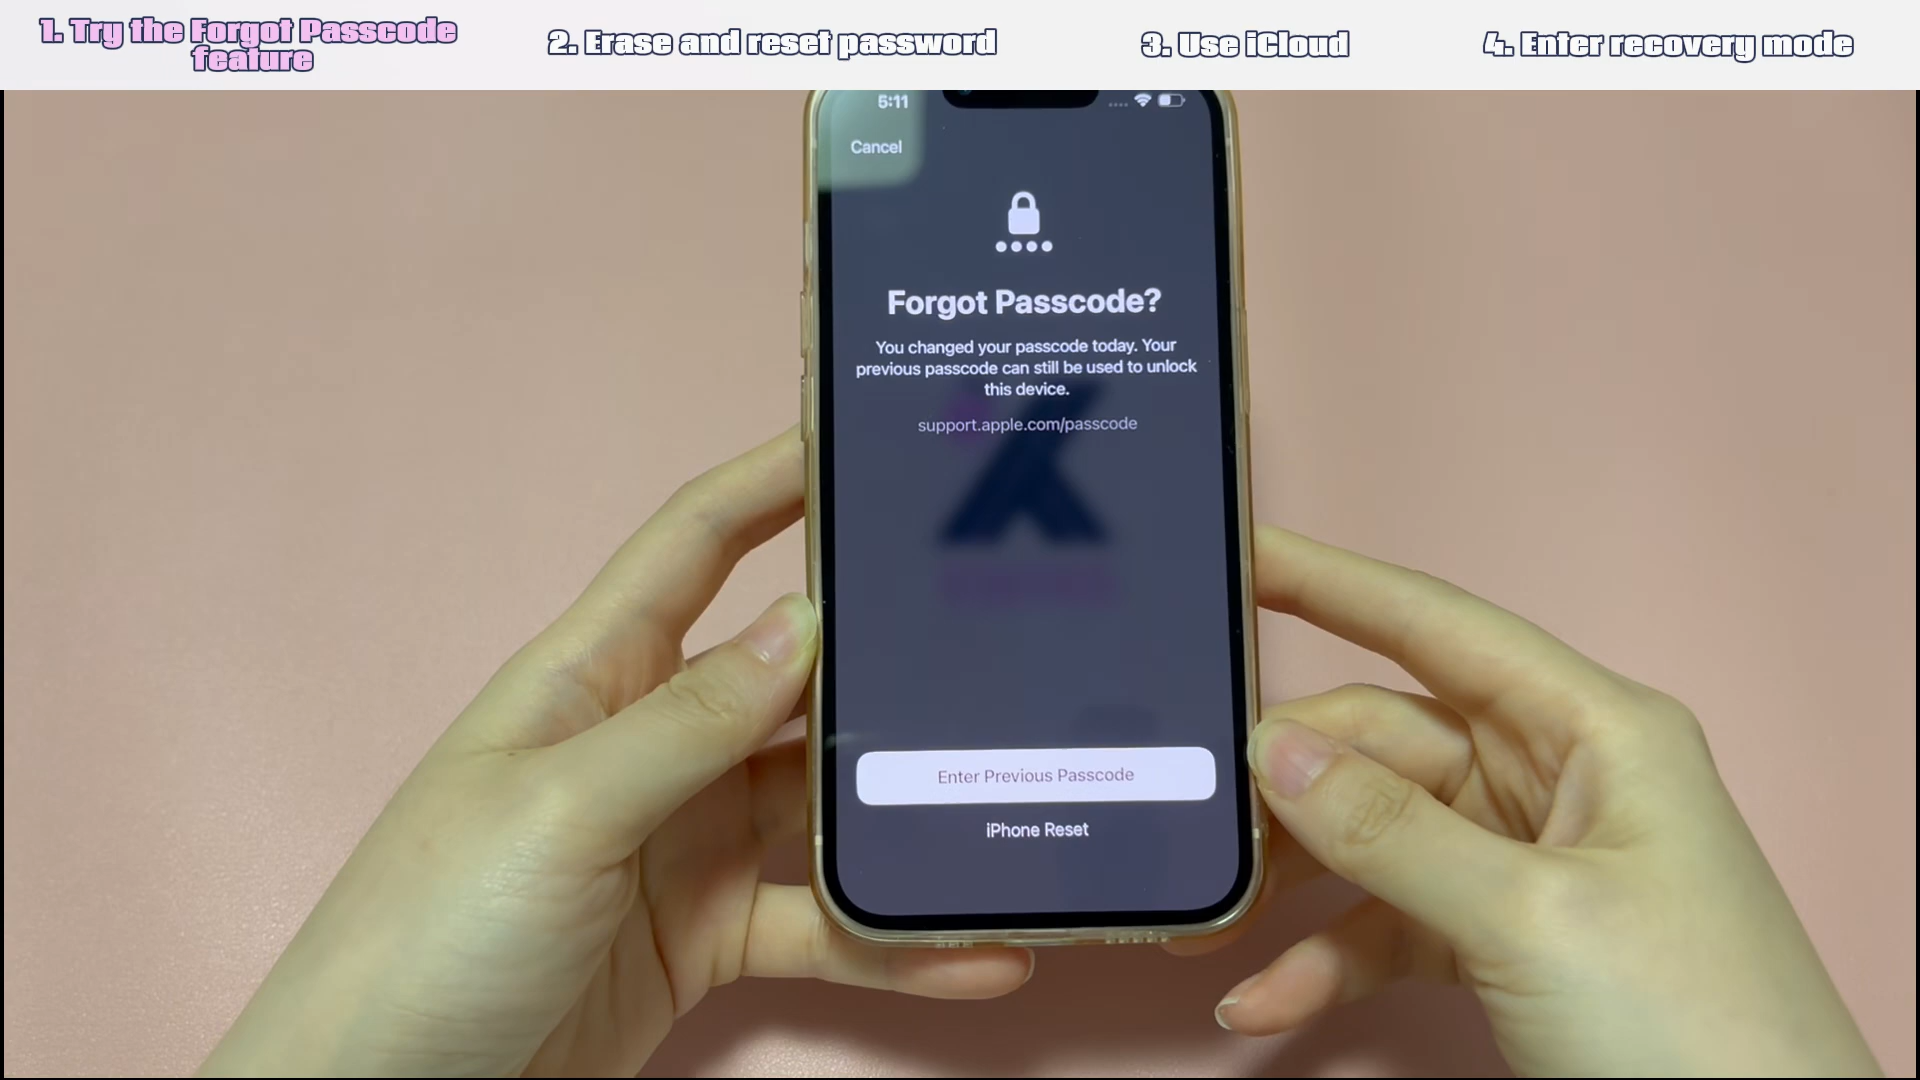 1. Try the Forgot Passcode
feature
2. Erase and reset password
3. Use iCloud
4. Enter recovery mode
5:11
Cancel
Forgot Passcode?
You changed your passcode today. Your
previous passcode can still be used to unlock
this device.
support.apple.com/passcode
Enter Previous Passcode
iPhone Reset